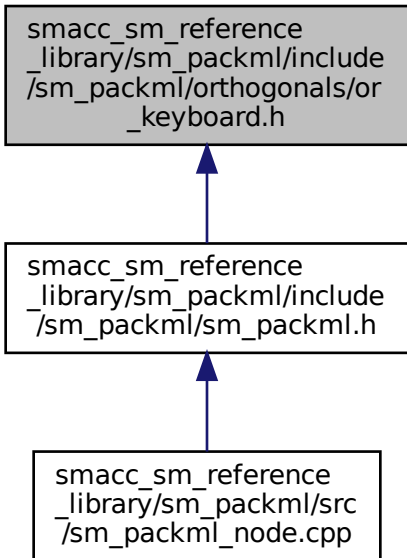 smacc_sm_reference
_library/sm_packml/include
/sm_packml/orthogonals/or
_keyboard.h
smacc_sm_reference
_library/sm_packml/include
/sm_packml/sm_packml.h
smacc_sm_reference
_library/sm_packml/src
/sm_packml_node.cpp